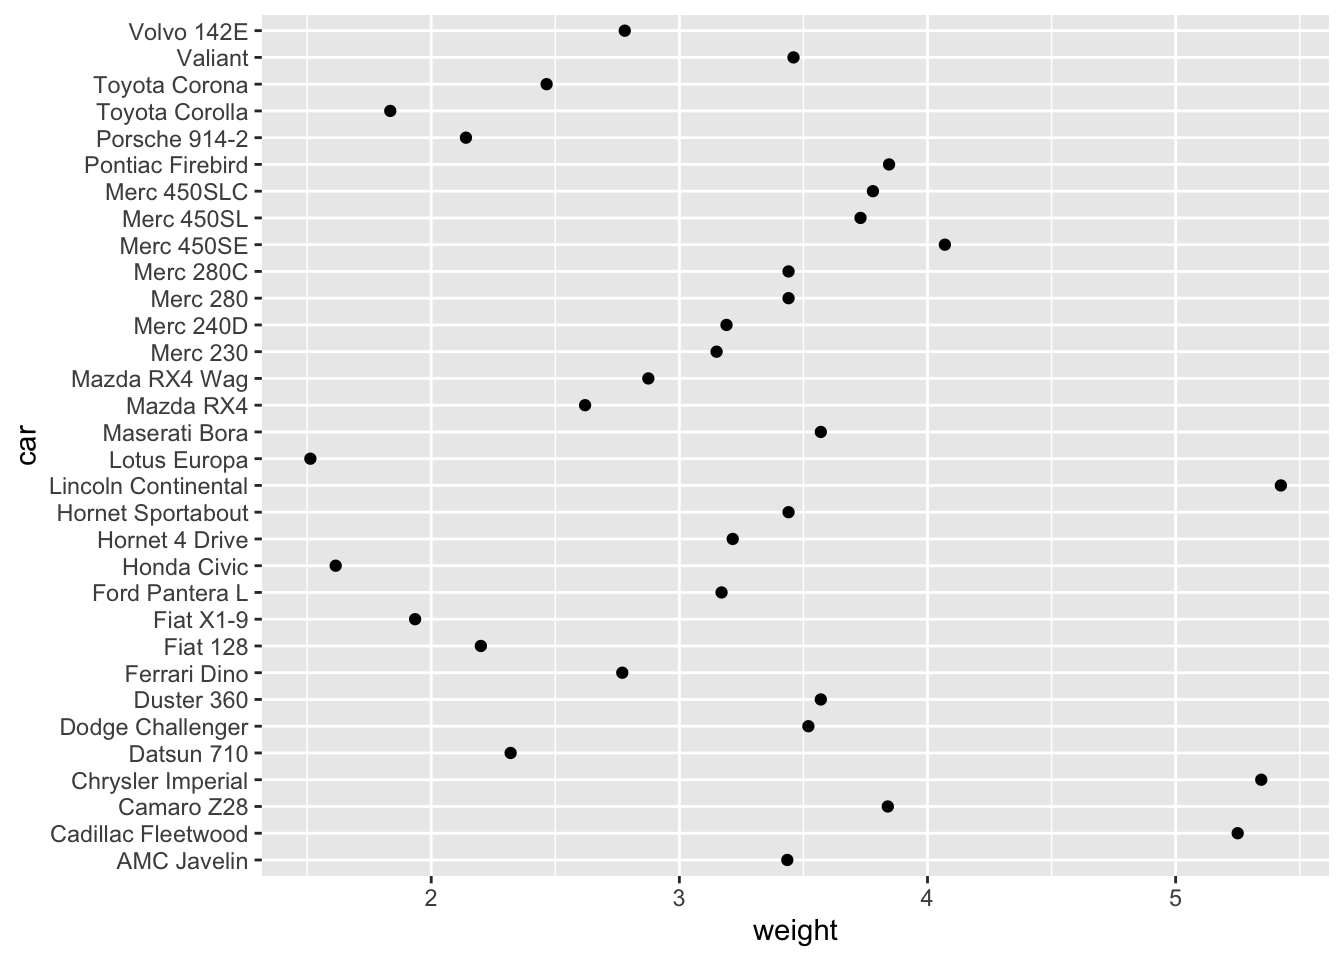 Volvo 142E
Valiant
Toyota Corona
Toyota Corolla
Porsche 914-2
Pontiac Firebird
Merc 450SLC
Merc 450SL
Merc 450SE
Merc 280C
Merc 280
Merc 240D
Merc 230
Mazda RX4 Wag
Mazda RX4
Maserati Bora
Lotus Europa
Lincoln Continental
Hornet Sportabout
Hornet 4 Drive
Honda Civic
Ford Pantera L
Fiat X1-9
Fiat 128
Ferrari Dino
Duster 360
Dodge Challenger
Datsun 710
Chrysler Imperial
Camaro Z28
Cadillac Fleetwood
AMC Javelin
car
2 3 4 5
weight